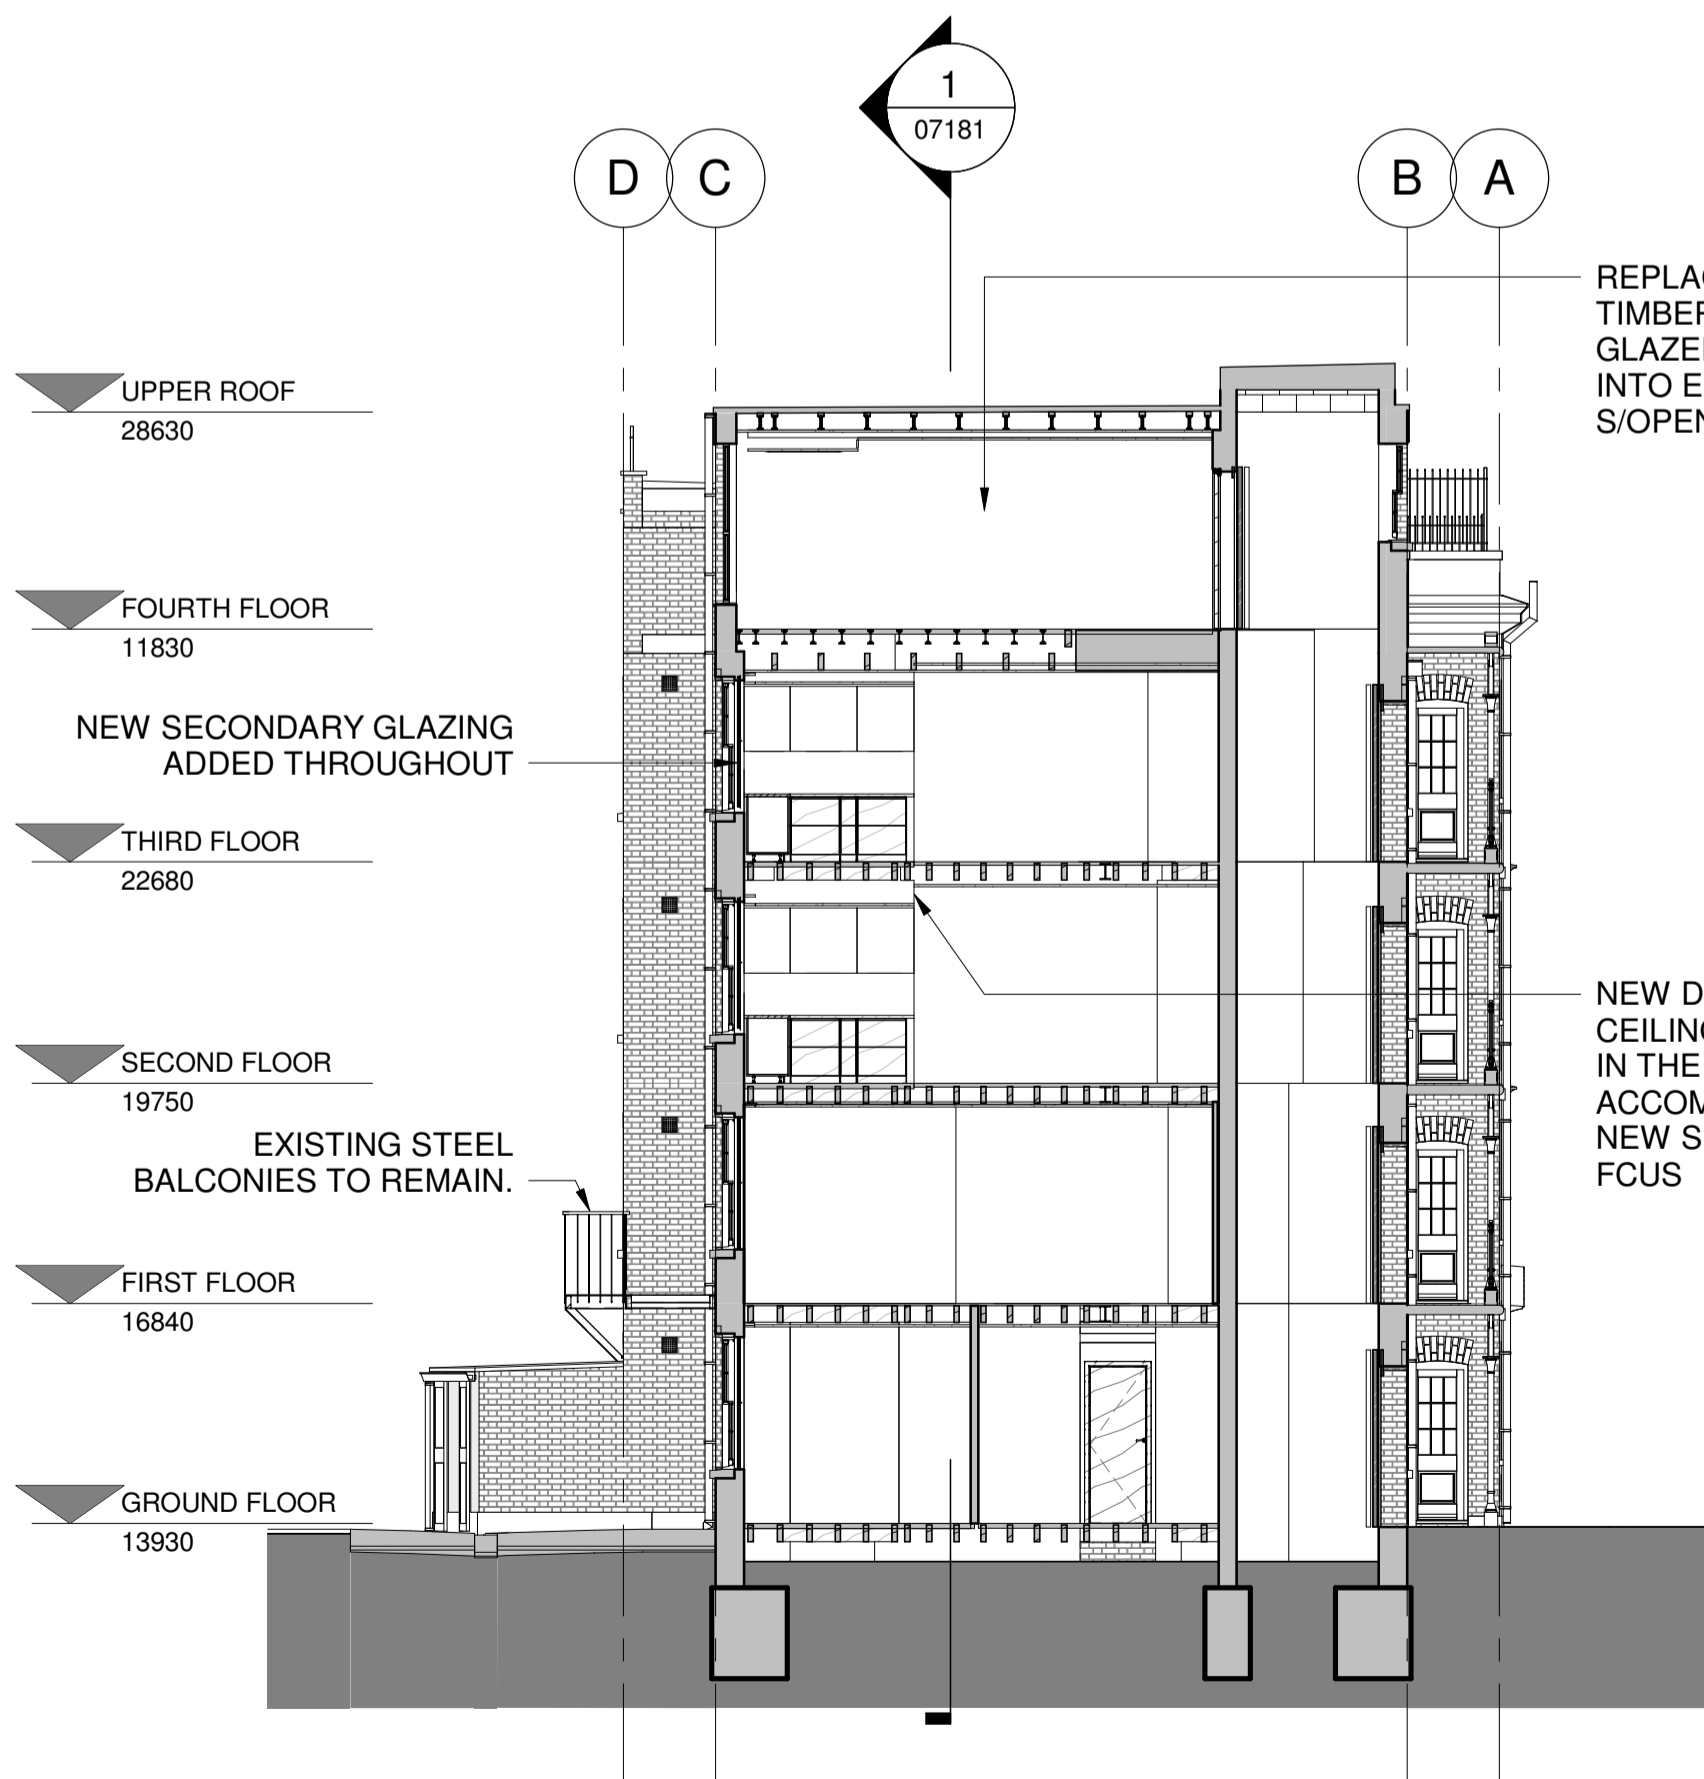 1
07181
D
C
B
A
REPLAC
TIMBER
GLAZE
INTO E
S/OPEN
UPPER ROOF
28630
FOURTH FLOOR
11830
NEW SECONDARY GLAZING
ADDED THROUGHOUT
THIRD FLOOR
22680
NEW D
CEILING
IN THE
ACCOM
NEW S
FCUS
SECOND FLOOR
19750
EXISTING STEEL
BALCONIES TO REMAIN.
FIRST FLOOR
16840
GROUND FLOOR
13930